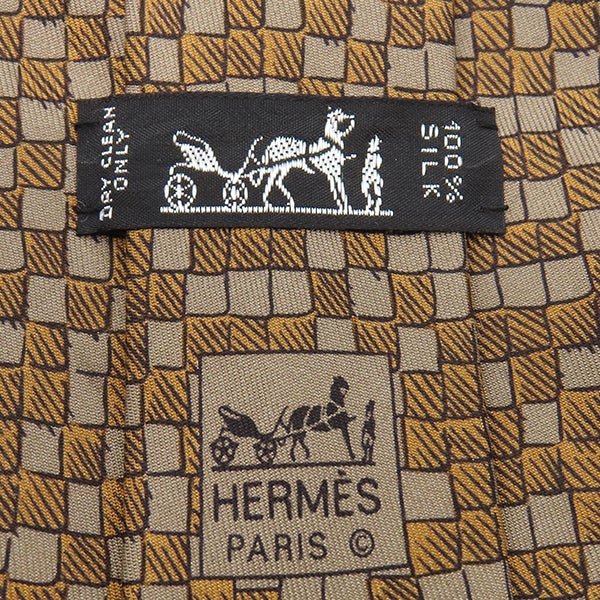 DRY CLEAN
ONLY
100%
SILK
HERMÈS
PARIS ©